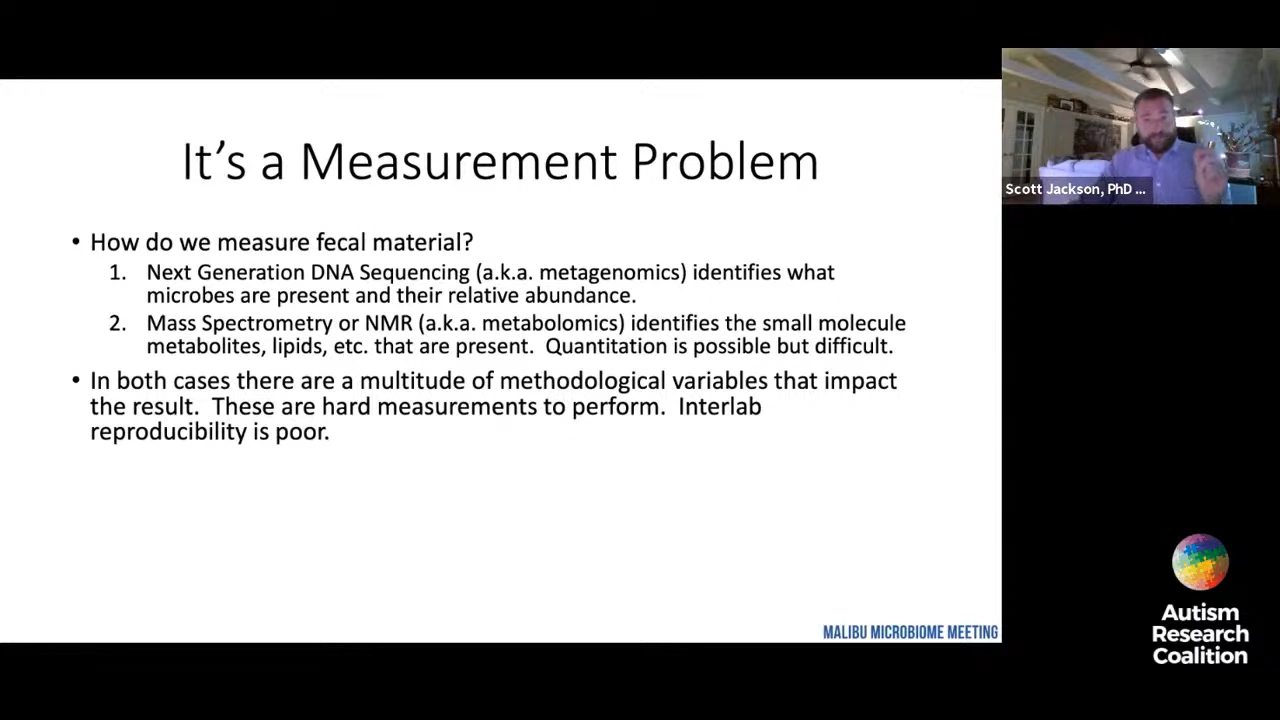 It's a Measurement Problem
• How do we measure fecal material?
1. Next Generation DNA Sequencing (a.k.a. metagenomics) identifies what
microbes are present and their relative abundance.
2. Mass Spectrometry or NMR (a.k.a. metabolomics) identifies the small molecule
metabolites, lipids, etc. that are present. Quantitation is possible but difficult.
• In both cases there are a multitude of methodological variables that impact
the result. These are hard measurements to perform. Interlab
reproducibility is poor.
MALIBU MICROBIOME MEETING
Scott Jackson, PhD ...
Autism
Research
Coalition